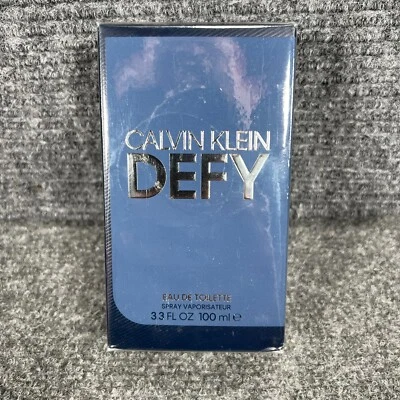 CALVIN KLEIN
DEFY
EAU DE TOILETTE
SPRAY VAPORISATEUR
3.3 FL OZ 100 ml ℮